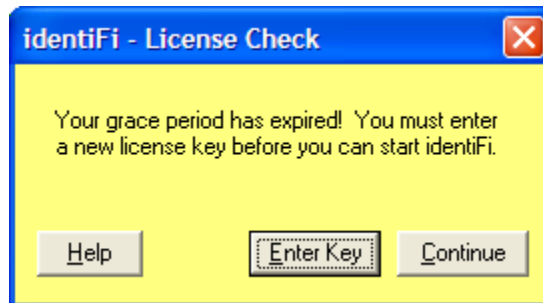 identiFi - License Check
Your grace period has expired!  You must enter
a new license key before you can start identiFi.
Help
Enter Key
Continue